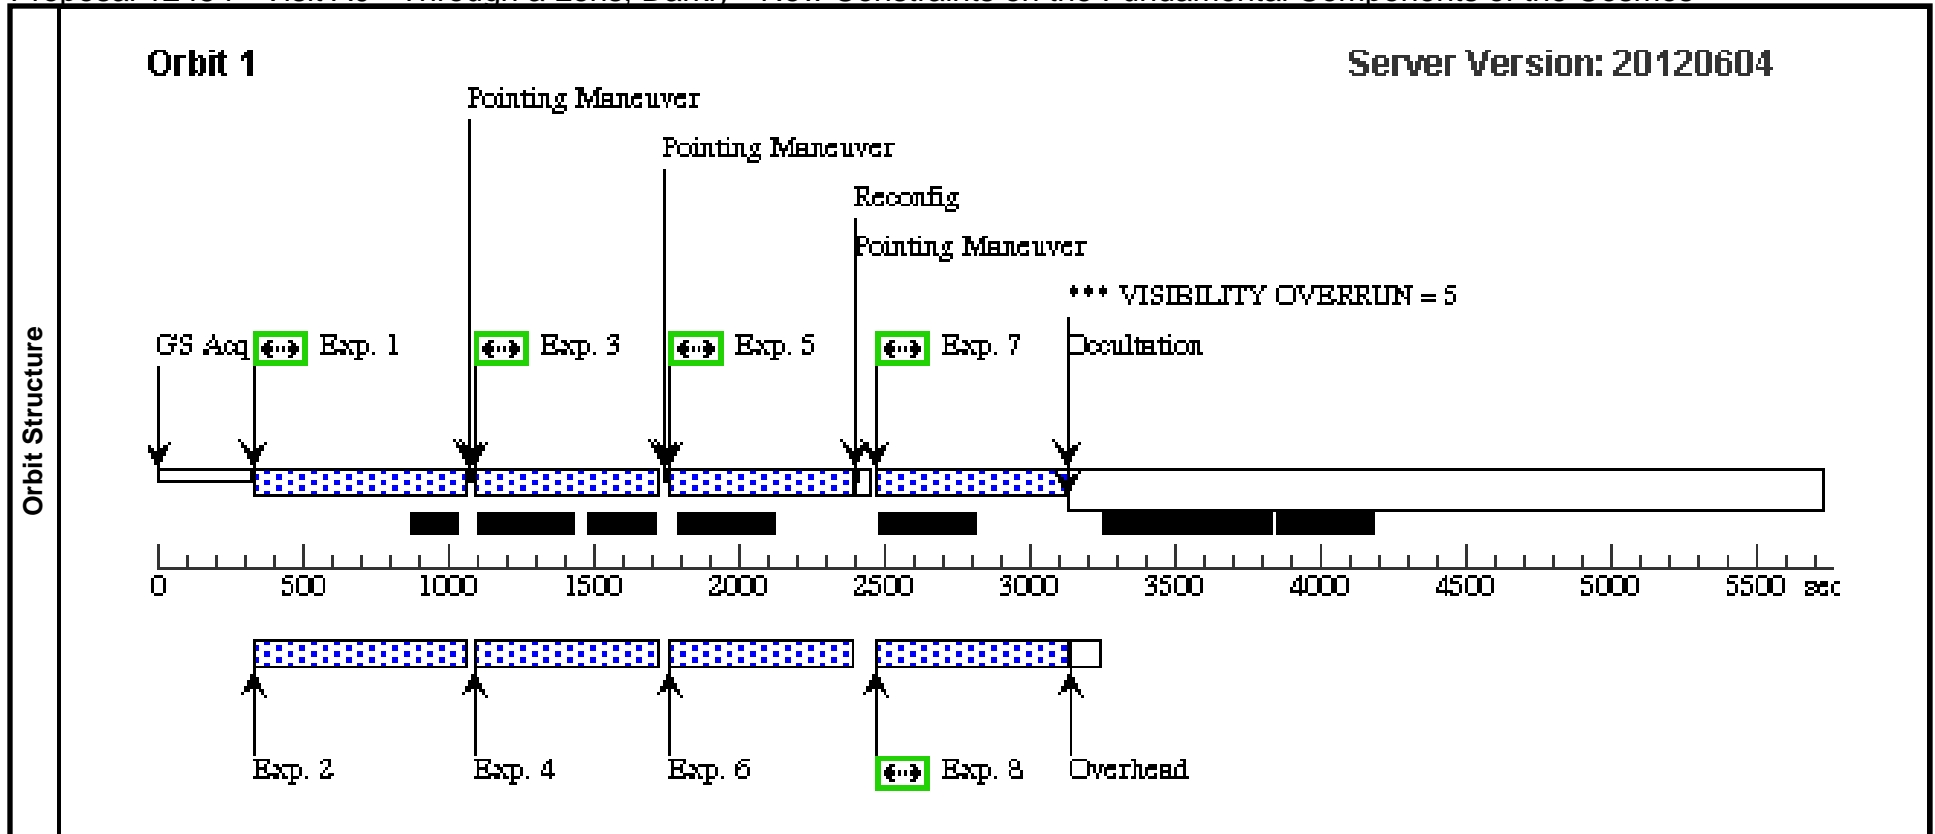 Orbit 1
Server Version: 20120604
Pointing Maneuver
Pointing Maneuver
Reconfig
Pointing Maneuver
*** VISIBILITY OVERRUN = 5
GS Acq Exp. 1 Exp. 3 Exp. 5 Exp. 7 Occultation
Orbit Structure
0 500 1000 1500 2000 2500 3000 3500 4000 4500 5000 5500 sec
Exp. 2 Exp. 4 Exp. 6 Exp. 8 Overhead